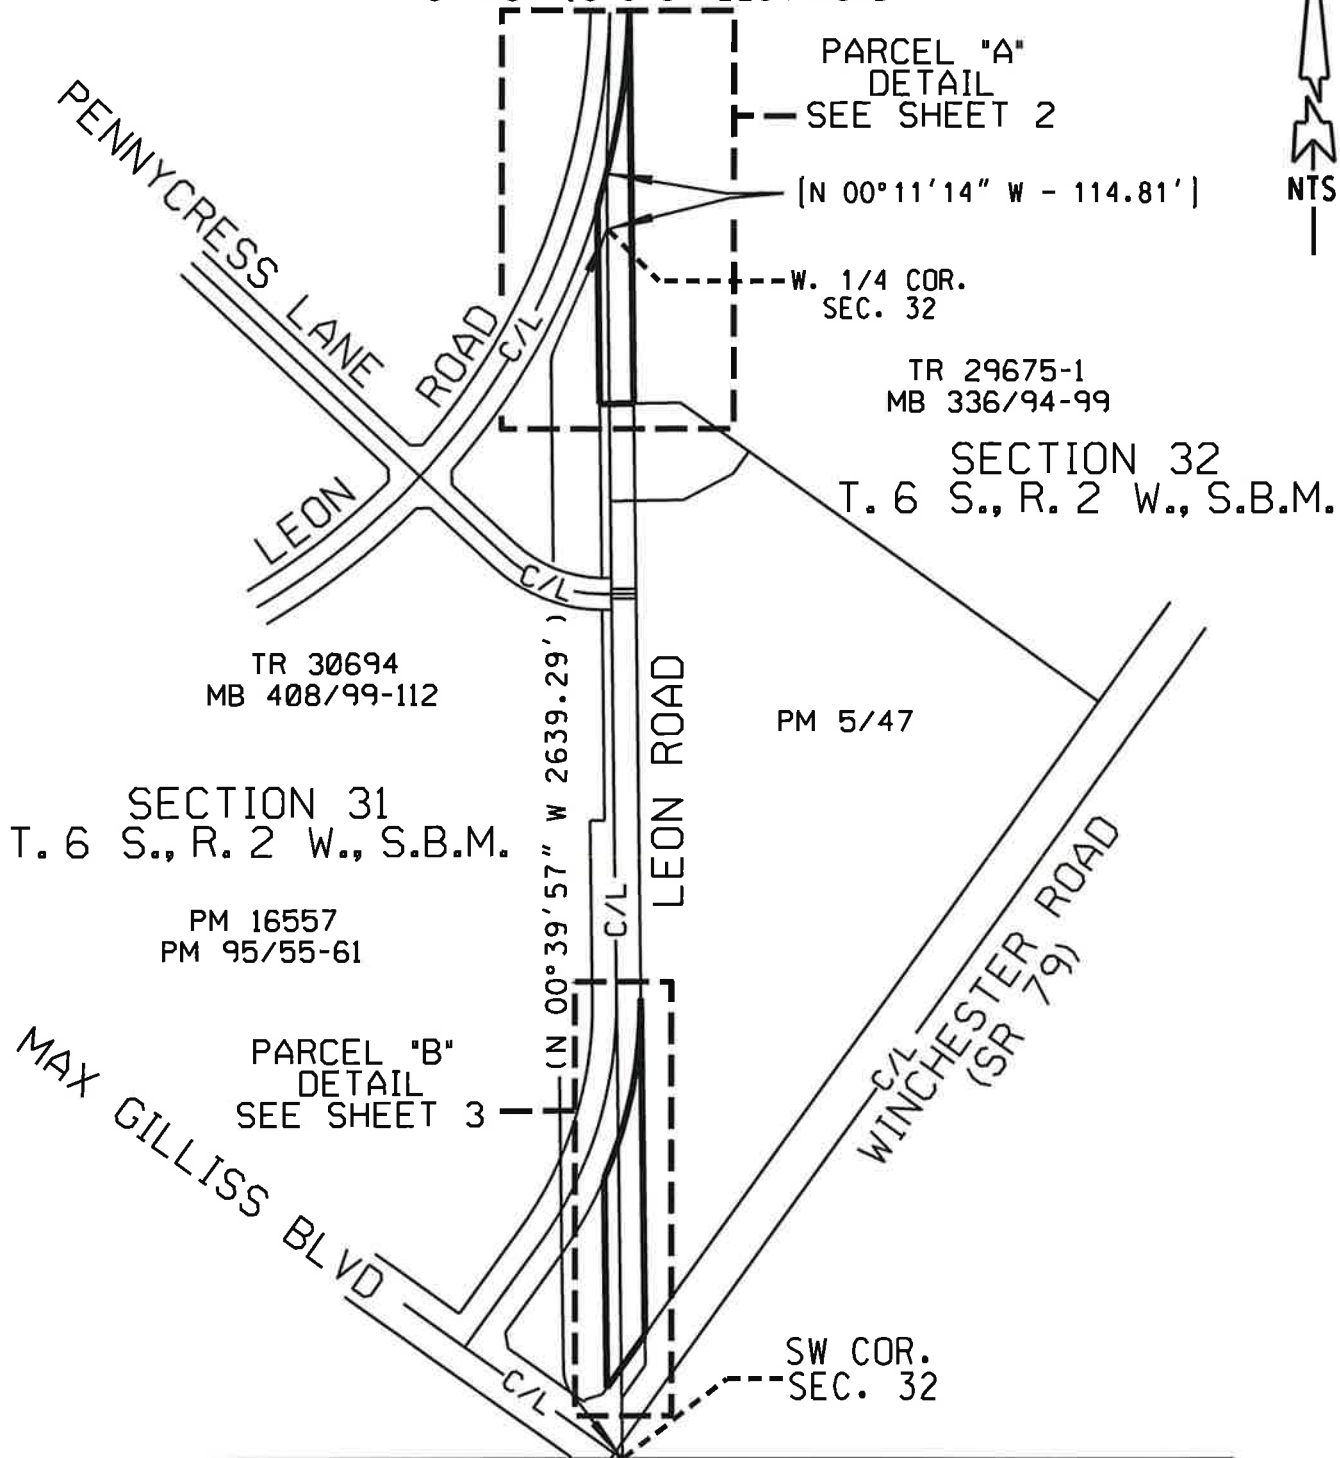 PARCEL "A"
DETAIL
SEE SHEET 2
NTS
[N 00°11'14" W - 114.81']
W. 1/4 COR.
SEC. 32
PENNYCRESS LANE
LEON ROAD
C/L
TR 29675-1
MB 336/94-99
SECTION 32
T. 6 S., R. 2 W., S.B.M.
C/L
TR 30694
MB 408/99-112
(N 00°39'57" W 2639.29')
LEON ROAD
C/L
PM 5/47
SECTION 31
T. 6 S., R. 2 W., S.B.M.
PM 16557
PM 95/55-61
C/L
WINCHESTER ROAD
(SR 79)
PARCEL "B"
DETAIL
SEE SHEET 3
MAX GILLISS BLVD
C/L
SW COR.
SEC. 32